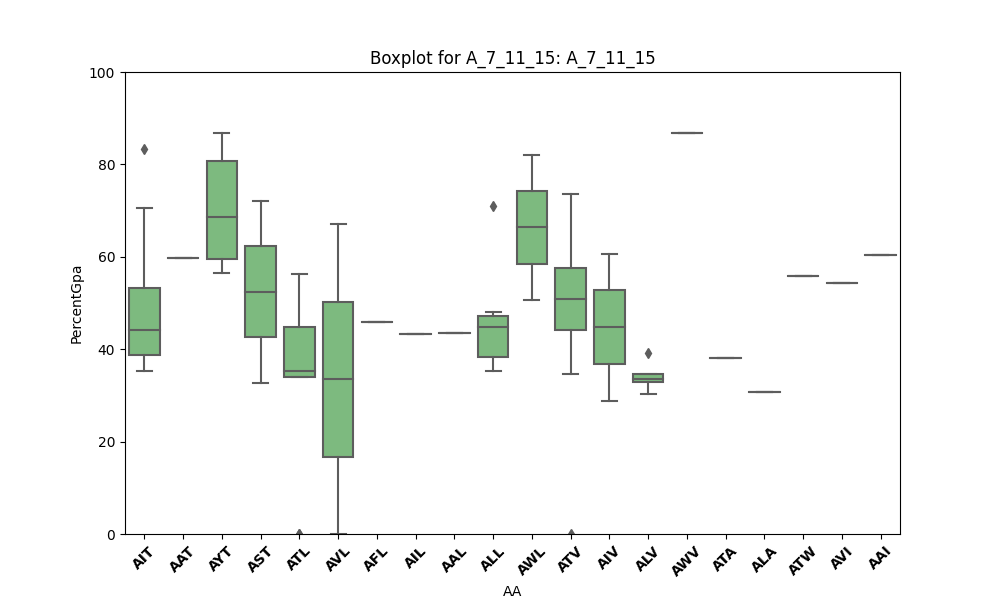 Boxplot for A_7_11_15: A_7_11_15
100
80
60
40
20
0
PercentGpa
AIT AAT AYT AST ATL AVL AFL AIL AAL ALL AWL ATV AIV ALV AWV ATA ALA ATW AVI AAI
AA